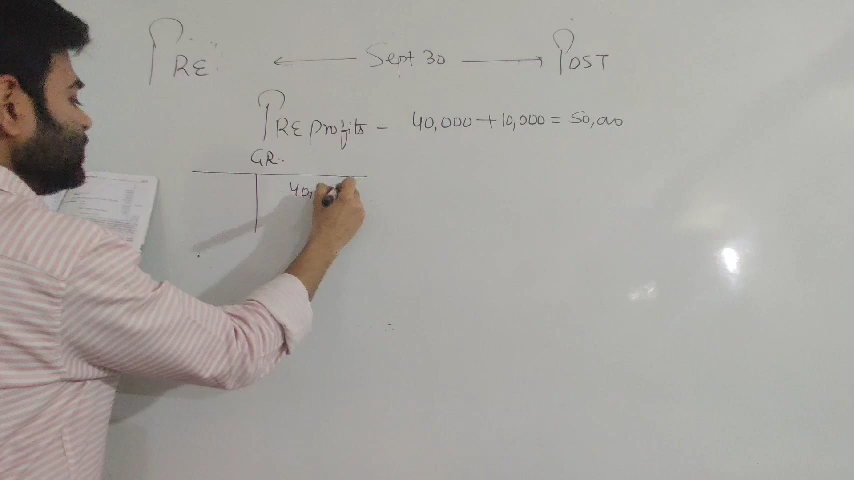 PRE ← Sept 30 → POST
PRE profits - 40,000 + 10,000 = 50,000
GR.
40,